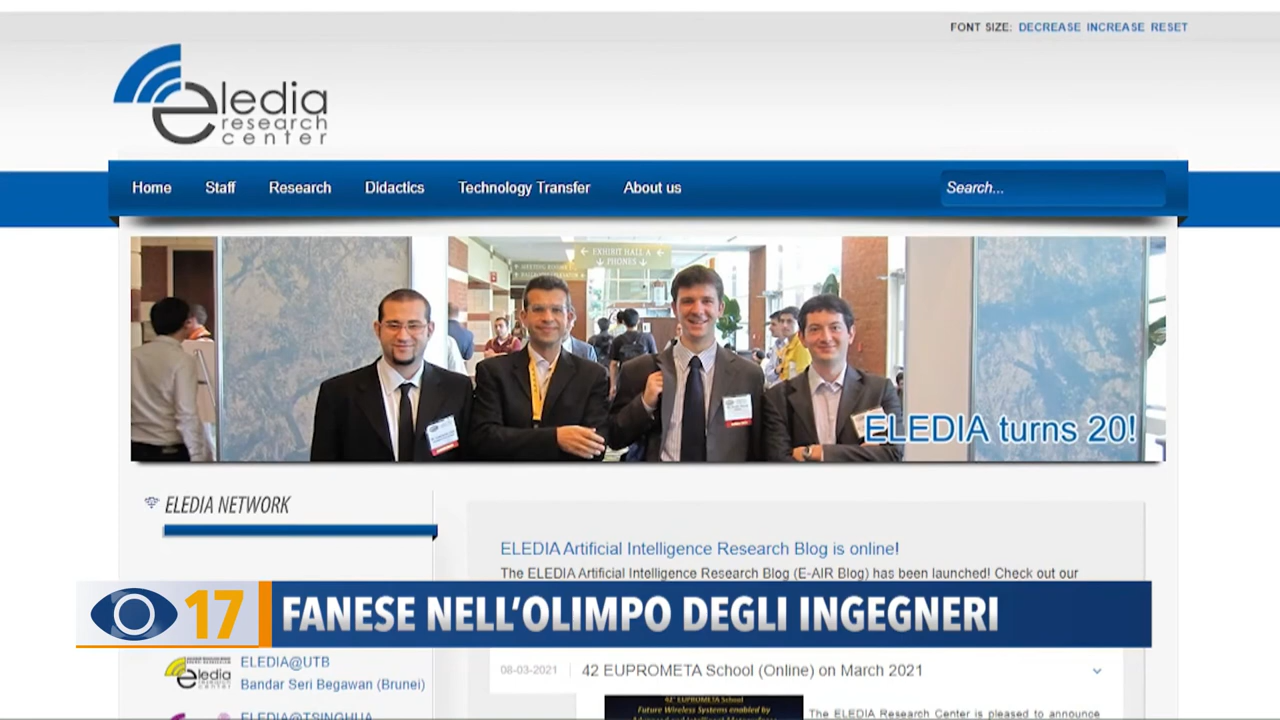 FONT SIZE: DECREASE INCREASE RESET
eledia
research
center
Home Staff Research Didactics Technology Transfer About us Search...
← EXHIBIT HALL A →
↓ PHONES ↓
ELEDIA turns 20!
ELEDIA NETWORK
ELEDIA Artificial Intelligence Research Blog is online!
The ELEDIA Artificial Intelligence Research Blog (E-AIR Blog) has been launched! Check out our
17 FANESE NELL'OLIMPO DEGLI INGEGNERI
eledia
research
center
ELEDIA@UTB
Bandar Seri Begawan (Brunei)
08-03-2021 42 EUPROMETA School (Online) on March 2021
ELEDIA@TSINGHUA
42° EUPROMETA School
Future Wireless Systems enabled by
The ELEDIA Research Center is pleased to announce